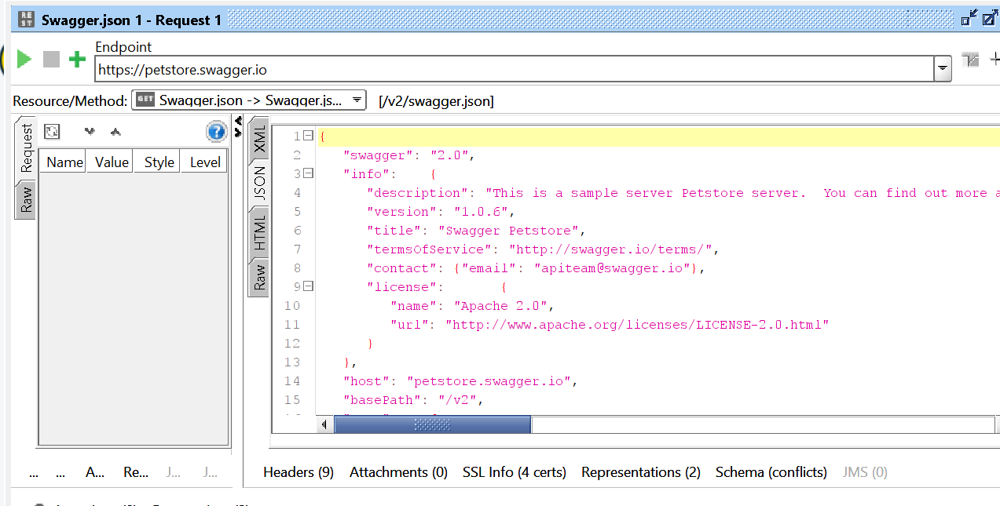 Swagger.json 1 - Request 1
Endpoint
https://petstore.swagger.io
Resource/Method: GET Swagger.json -> Swagger.js... [/v2/swagger.json]
Request
Raw
Name Value Style Level
XML
JSON
HTML
Raw
1 {
2 "swagger": "2.0",
3 "info": {
4 "description": "This is a sample server Petstore server. You can find out more a
5 "version": "1.0.6",
6 "title": "Swagger Petstore",
7 "termsOfService": "http://swagger.io/terms/",
8 "contact": {"email": "apiteam@swagger.io"},
9 "license": {
10 "name": "Apache 2.0",
11 "url": "http://www.apache.org/licenses/LICENSE-2.0.html"
12 }
13 },
14 "host": "petstore.swagger.io",
15 "basePath": "/v2",
... ... A... Re... J... J...
Headers (9) Attachments (0) SSL Info (4 certs) Representations (2) Schema (conflicts) JMS (0)